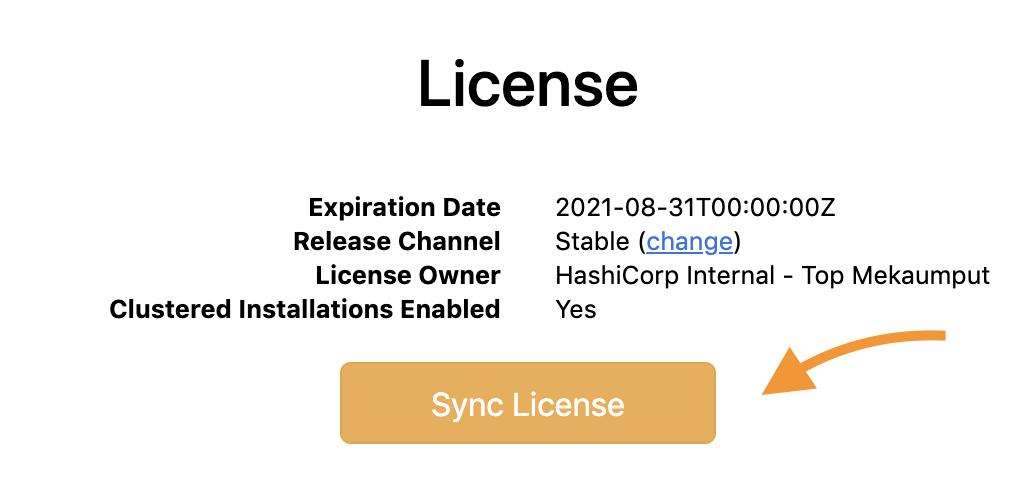 License
Expiration Date 2021-08-31T00:00:00Z
Release Channel Stable (change)
License Owner HashiCorp Internal - Top Mekaumput
Clustered Installations Enabled Yes
Sync License